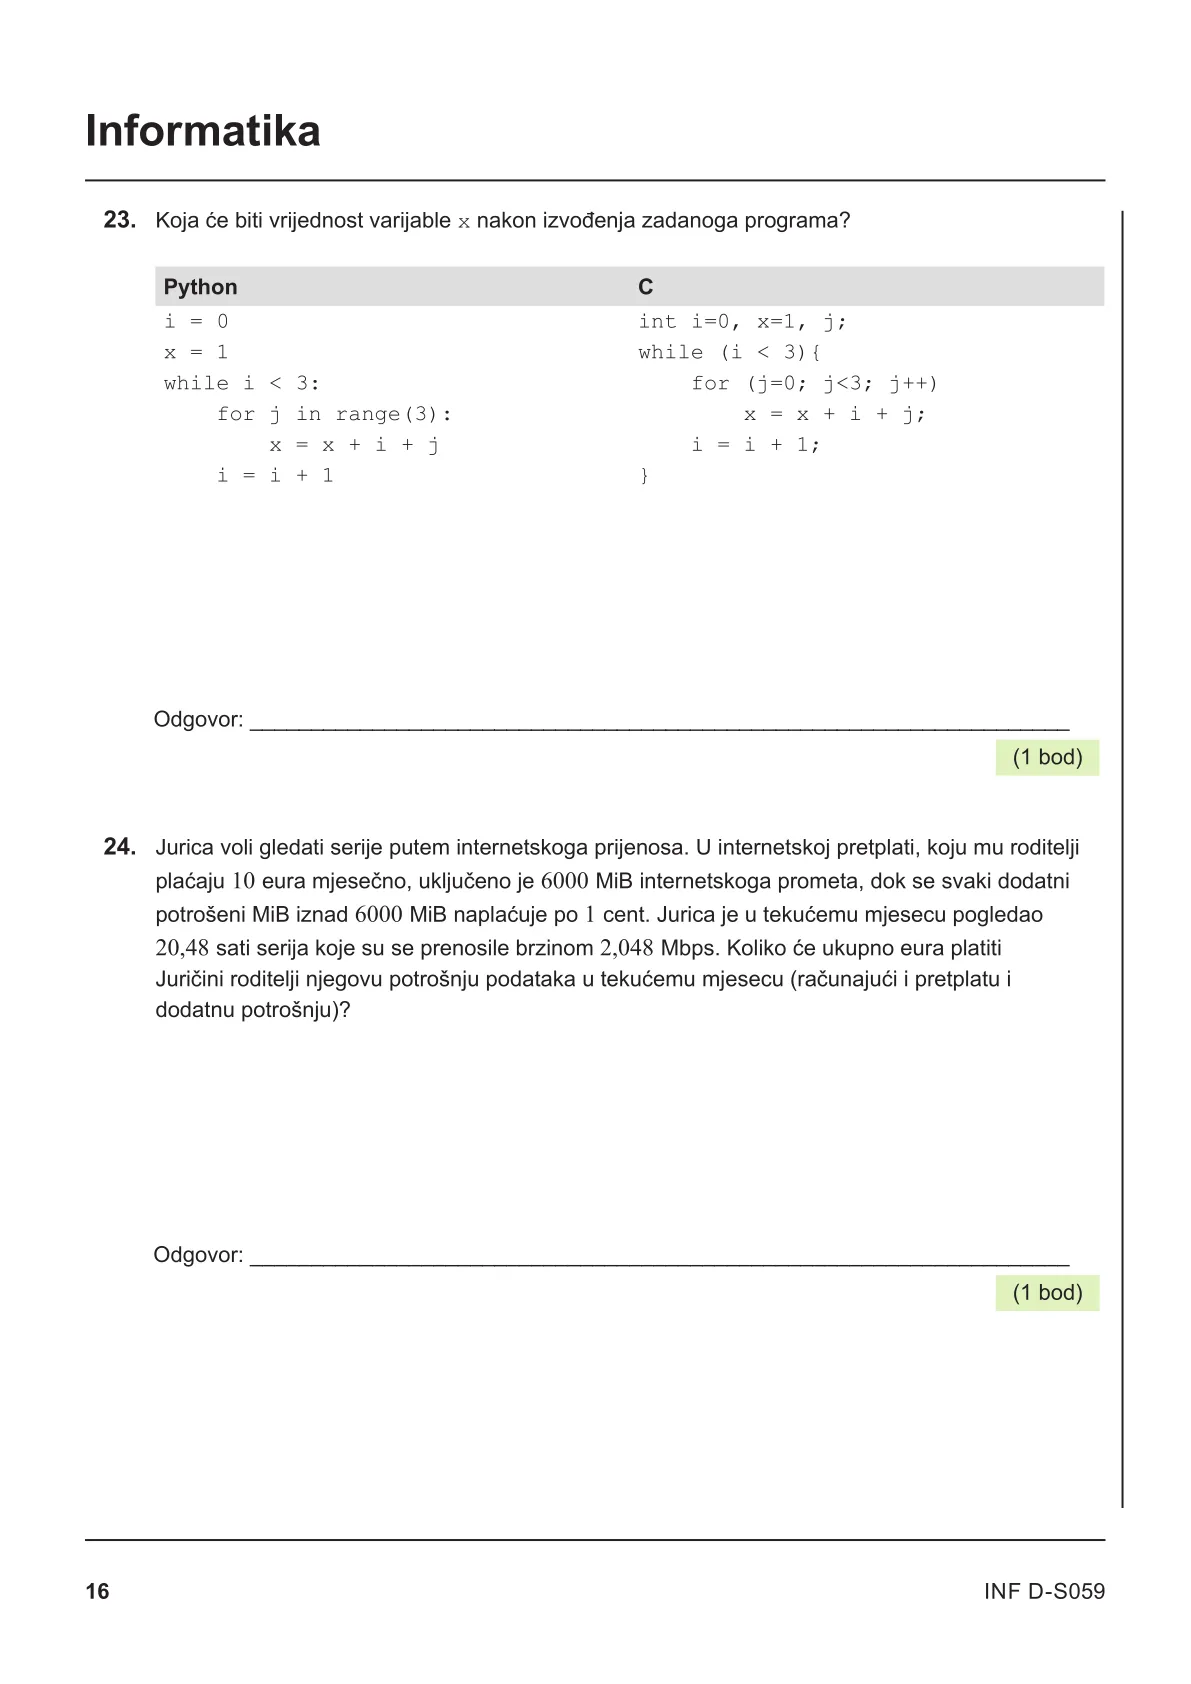 Informatika
23. Koja će biti vrijednost varijable x nakon izvođenja zadanoga programa?
Python C
i = 0 int i=0, x=1, j;
x = 1 while (i < 3){
while i < 3: for (j=0; j<3; j++)
for j in range(3): x = x + i + j;
x = x + i + j i = i + 1;
i = i + 1 }
Odgovor: ____________________________________________________________________
(1 bod)
24. Jurica voli gledati serije putem internetskoga prijenosa. U internetskoj pretplati, koju mu roditelji
plaćaju 10 eura mjesečno, uključeno je 6000 MiB internetskoga prometa, dok se svaki dodatni
potrošeni MiB iznad 6000 MiB naplaćuje po 1 cent. Jurica je u tekućemu mjesecu pogledao
20,48 sati serija koje su se prenosile brzinom 2,048 Mbps. Koliko će ukupno eura platiti
Juričini roditelji njegovu potrošnju podataka u tekućemu mjesecu (računajući i pretplatu i
dodatnu potrošnju)?
Odgovor: ____________________________________________________________________
(1 bod)
16 INF D-S059